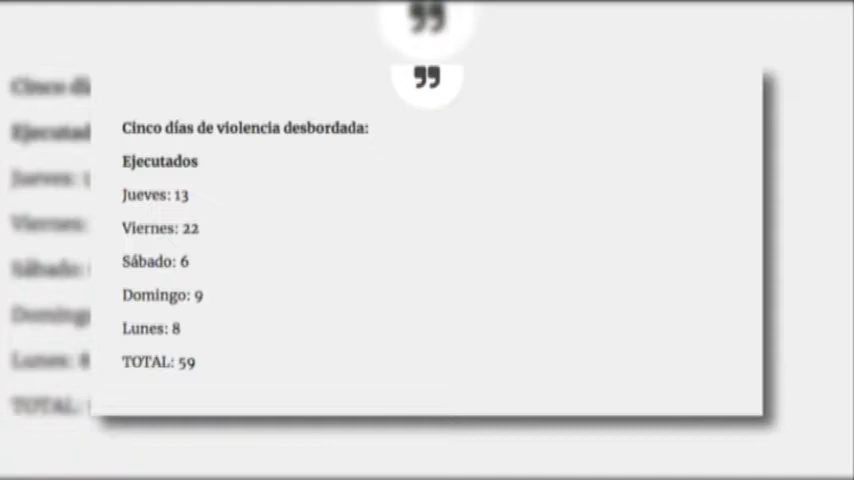 ”
Cinco días de violencia desbordada:
Ejecutados
Jueves: 13
Viernes: 22
Sábado: 6
Domingo: 9
Lunes: 8
TOTAL: 59